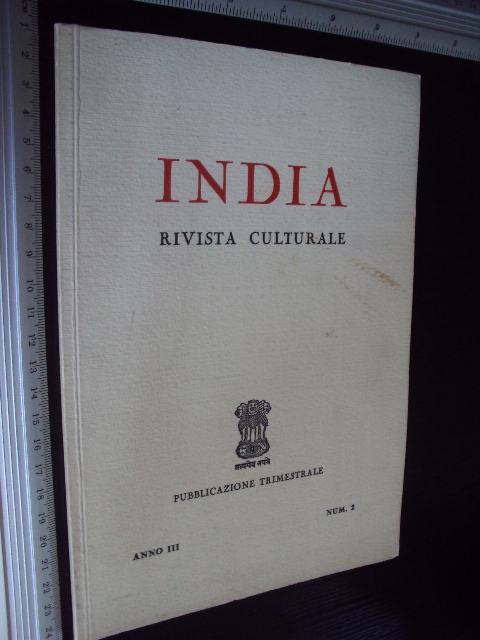 INDIA
RIVISTA CULTURALE
सत्यमेव जयते
PUBBLICAZIONE TRIMESTRALE
NUM. 2
ANNO III